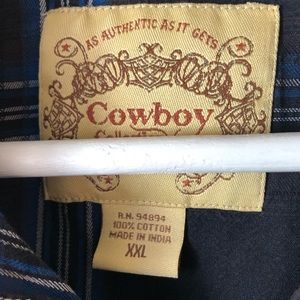 AS AUTHENTIC AS IT GETS
Cowboy
R.N. 94894
100% COTTON
MADE IN INDIA
XXL